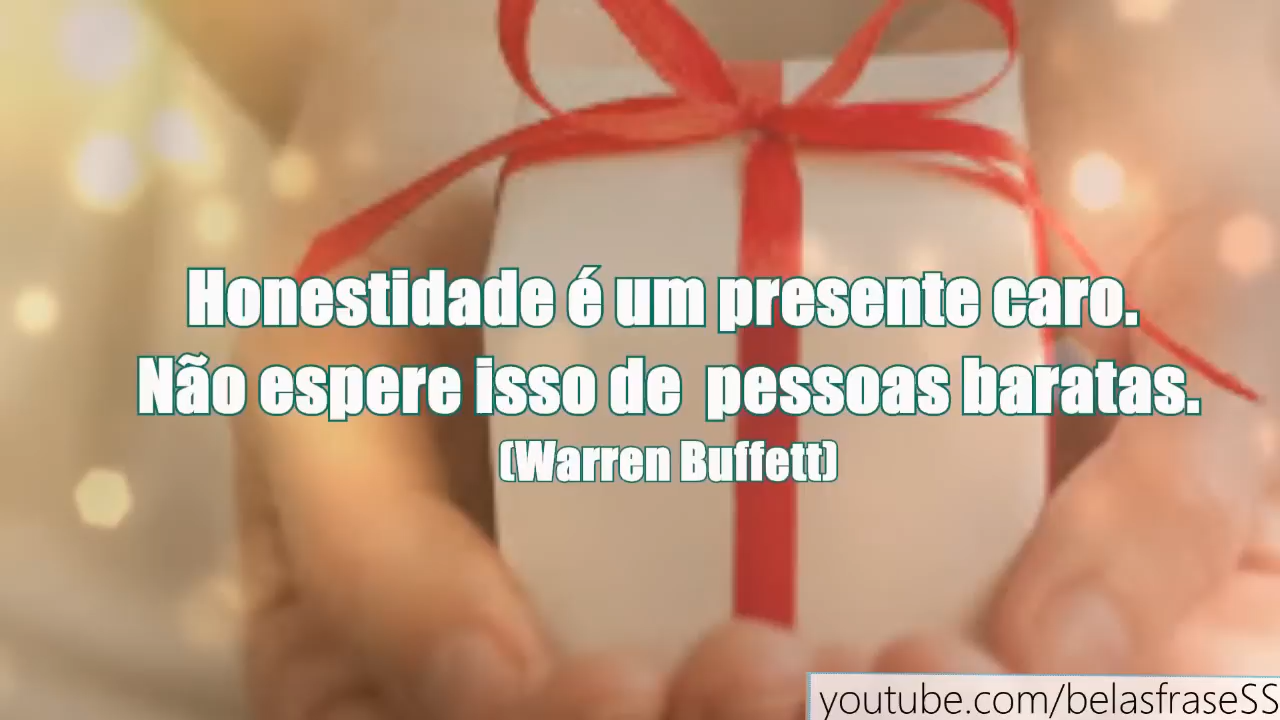 Honestidade é um presente caro.
Não espere isso de pessoas baratas.
(Warren Buffett)
youtube.com/belasfraseSS